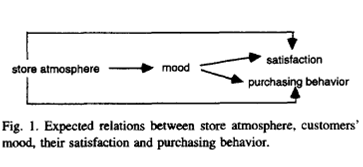 satisfaction
store atmosphere mood
purchasing behavior
Fig. 1. Expected relations between store atmosphere, customers'
mood, their satisfaction and purchasing behavior.